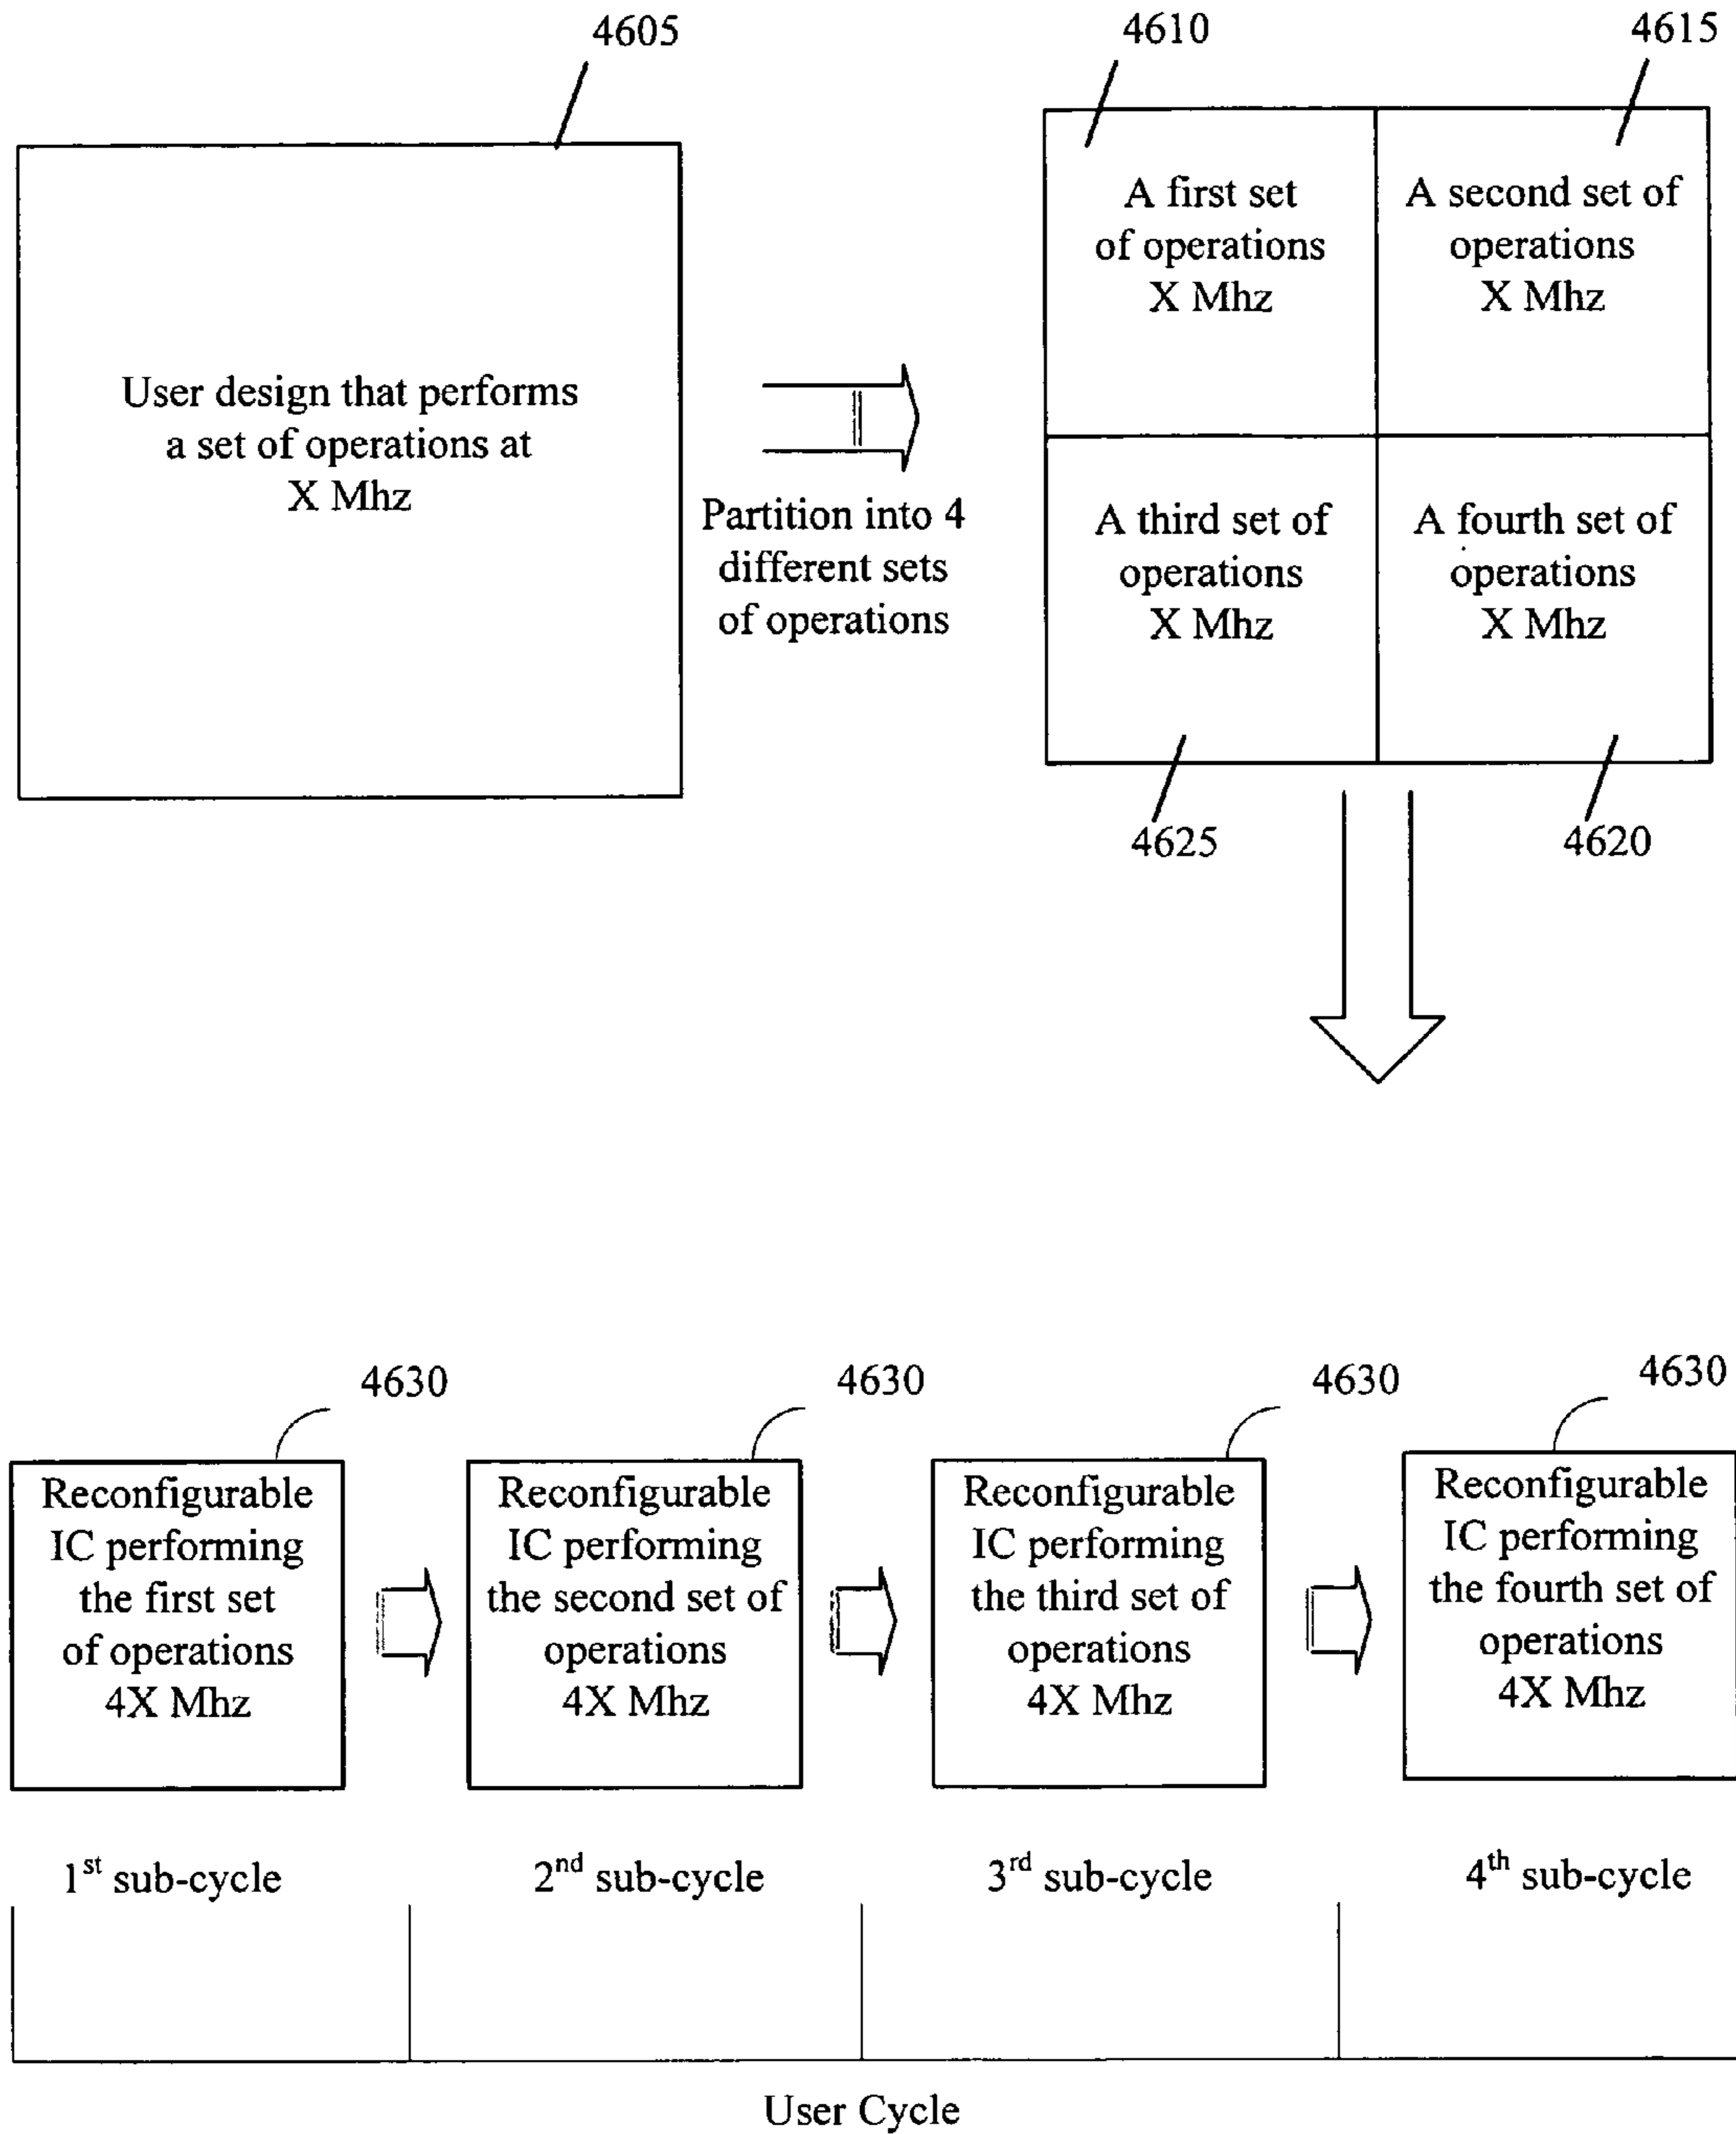 4605
4610
4615
User design that performs
a set of operations at
X Mhz
Partition into 4
different sets
of operations
A first set
of operations
X Mhz
A second set of
operations
X Mhz
A third set of
operations
X Mhz
A fourth set of
operations
X Mhz
4625
4620
4630
4630
4630
4630
Reconfigurable
IC performing
the first set
of operations
4X Mhz
Reconfigurable
IC performing
the second set of
operations
4X Mhz
Reconfigurable
IC performing
the third set of
operations
4X Mhz
Reconfigurable
IC performing
the fourth set of
operations
4X Mhz
1st sub-cycle
2nd sub-cycle
3rd sub-cycle
4th sub-cycle
User Cycle